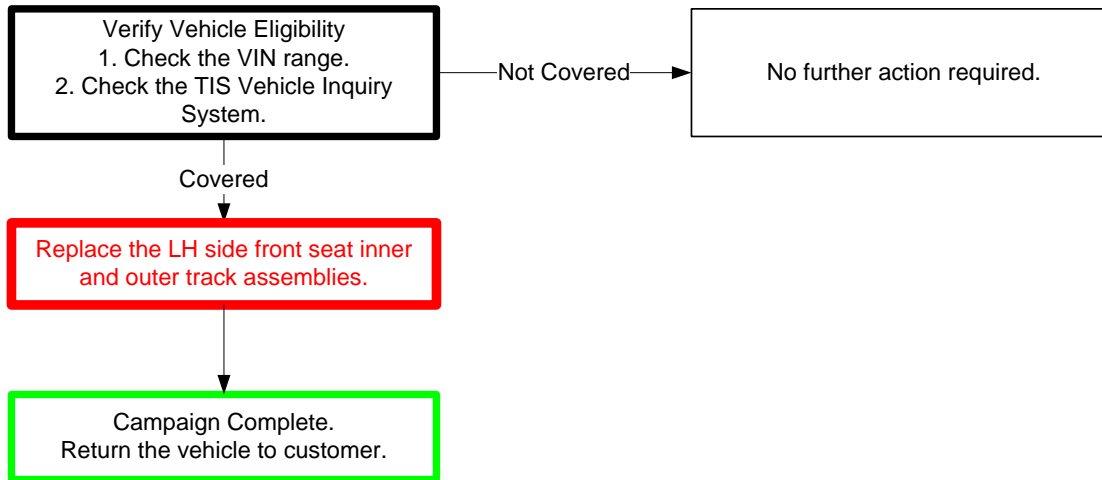 Verify Vehicle Eligibility
1. Check the VIN range.
2. Check the TIS Vehicle Inquiry
System.
Not Covered
No further action required.
Covered
Replace the LH side front seat inner
and outer track assemblies.
Campaign Complete.
Return the vehicle to customer.